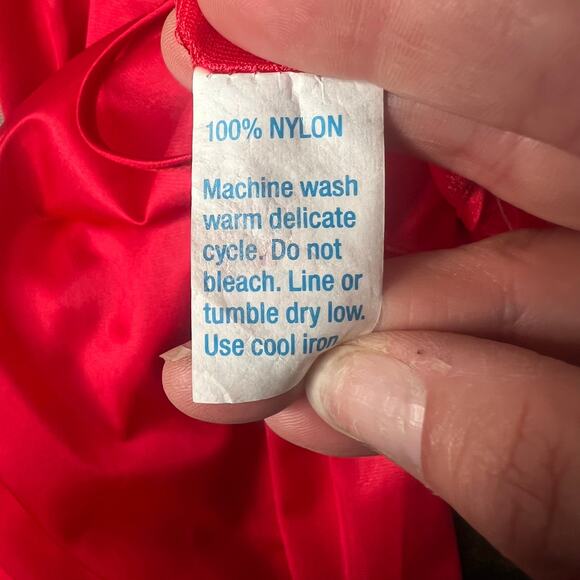 100% NYLON
Machine wash
warm delicate
cycle. Do not
bleach. Line or
tumble dry low.
Use cool iron